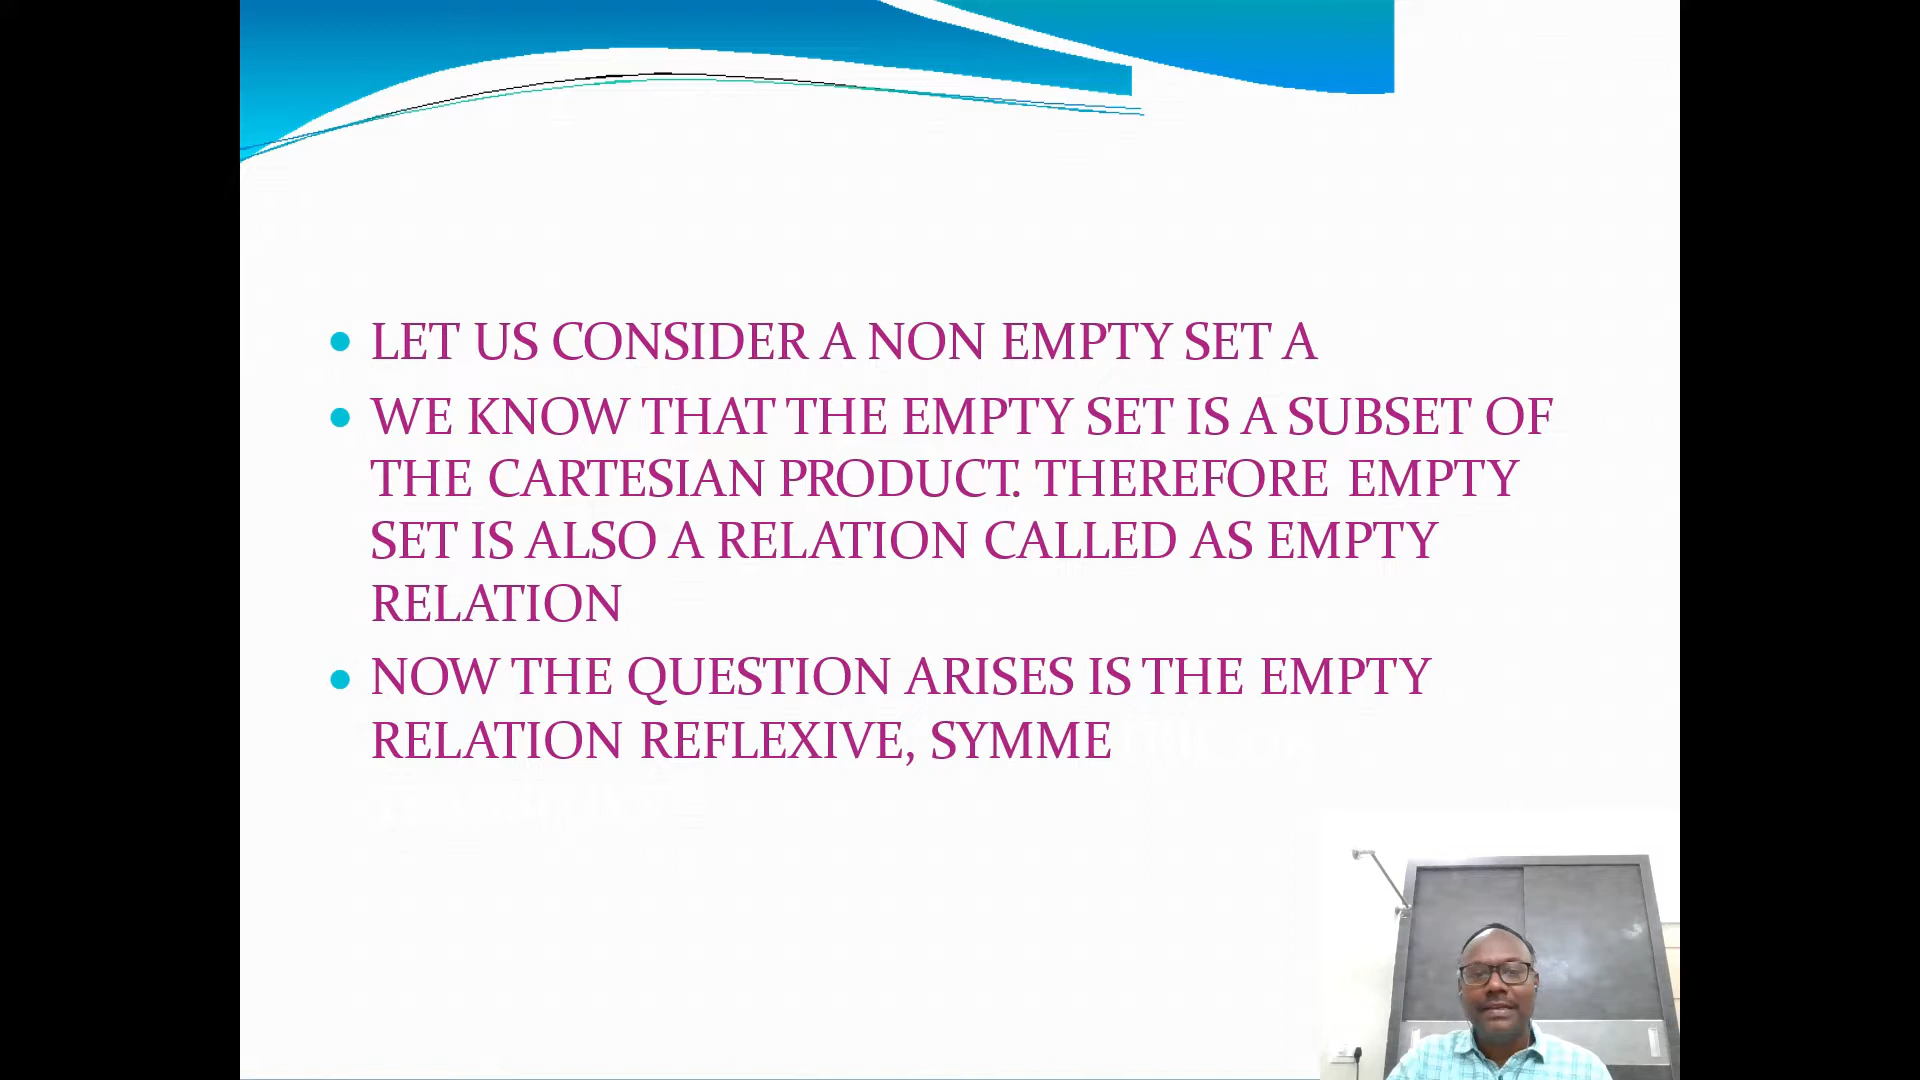 LET US CONSIDER A NON EMPTY SET A
WE KNOW THAT THE EMPTY SET IS A SUBSET OF
THE CARTESIAN PRODUCT. THEREFORE EMPTY
SET IS ALSO A RELATION CALLED AS EMPTY
RELATION
NOW THE QUESTION ARISES IS THE EMPTY
RELATION REFLEXIVE, SYMME